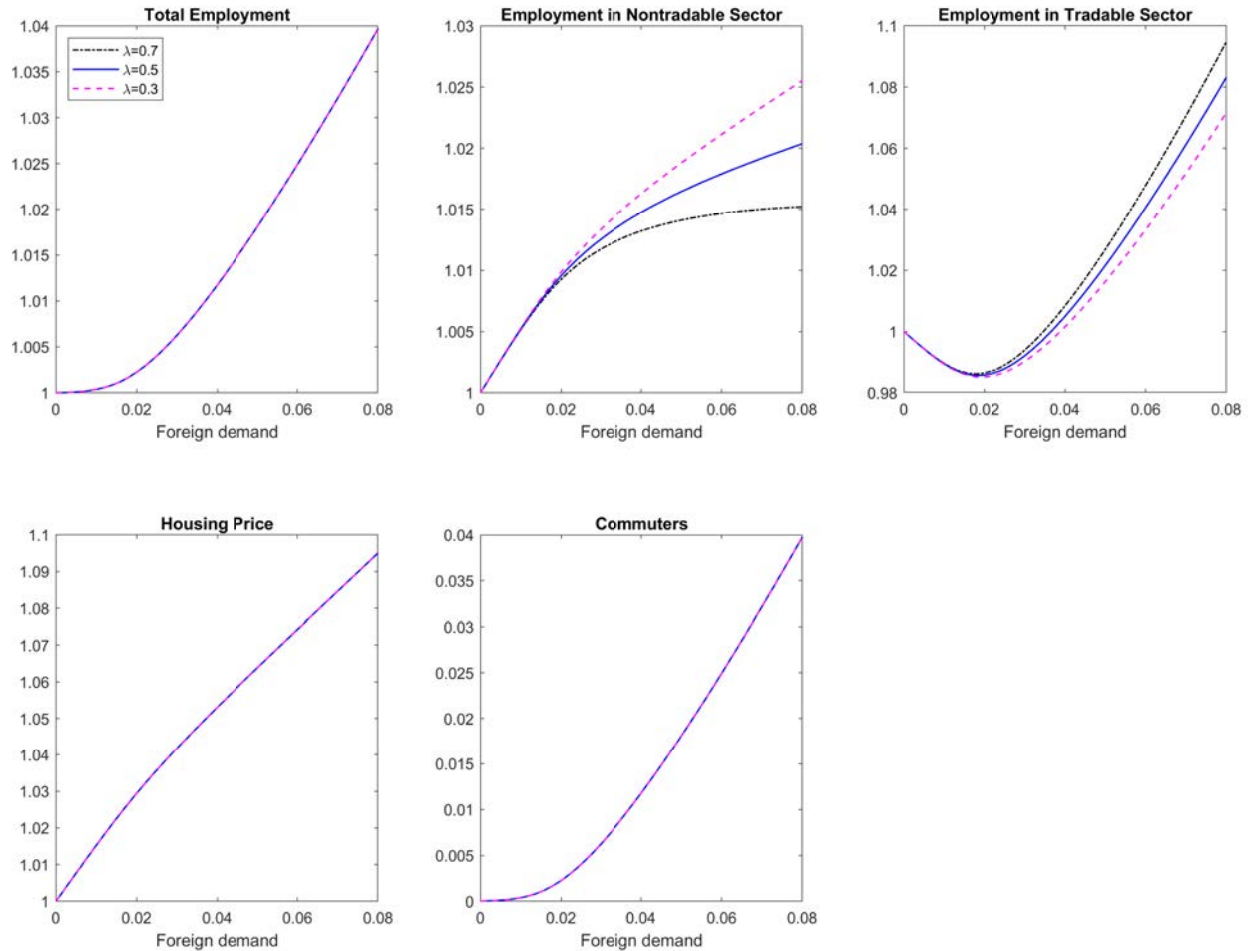 Total Employment
1.04
1.035
1.03
1.025
1.02
1.015
1.01
1.005
1
0 0.02 0.04 0.06 0.08
Foreign demand
λ=0.7
λ=0.5
λ=0.3
Employment in Nontradable Sector
1.03
1.025
1.02
1.015
1.01
1.005
1
0 0.02 0.04 0.06 0.08
Foreign demand
Employment in Tradable Sector
1.1
1.08
1.06
1.04
1.02
1
0.98
0 0.02 0.04 0.06 0.08
Foreign demand
Housing Price
1.1
1.09
1.08
1.07
1.06
1.05
1.04
1.03
1.02
1.01
1
0 0.02 0.04 0.06 0.08
Foreign demand
Commuters
0.04
0.035
0.03
0.025
0.02
0.015
0.01
0.005
0
0 0.02 0.04 0.06 0.08
Foreign demand